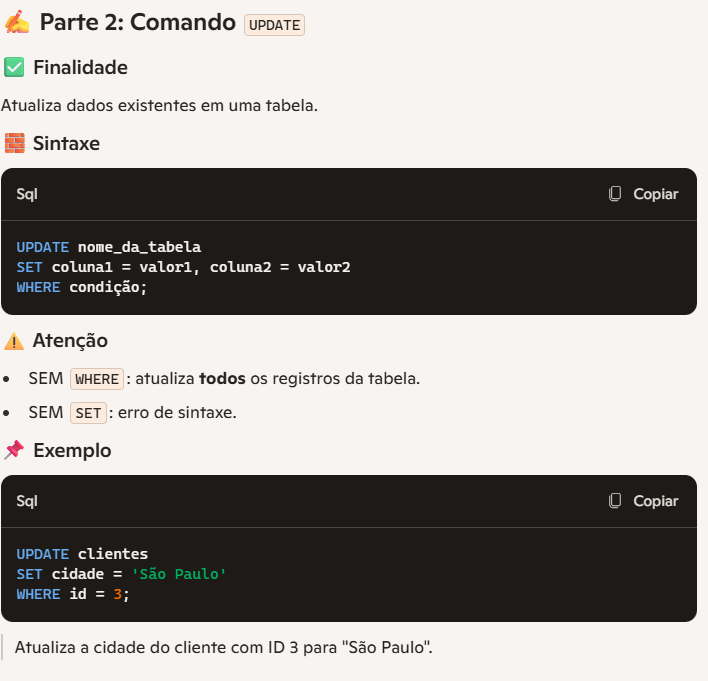 ✍️ Parte 2: Comando UPDATE
✅ Finalidade
Atualiza dados existentes em uma tabela.
🧱 Sintaxe
Sql Copiar
UPDATE nome_da_tabela
SET coluna1 = valor1, coluna2 = valor2
WHERE condição;
⚠️ Atenção
• SEM WHERE: atualiza todos os registros da tabela.
• SEM SET: erro de sintaxe.
📌 Exemplo
Sql Copiar
UPDATE clientes
SET cidade = 'São Paulo'
WHERE id = 3;
Atualiza a cidade do cliente com ID 3 para "São Paulo".